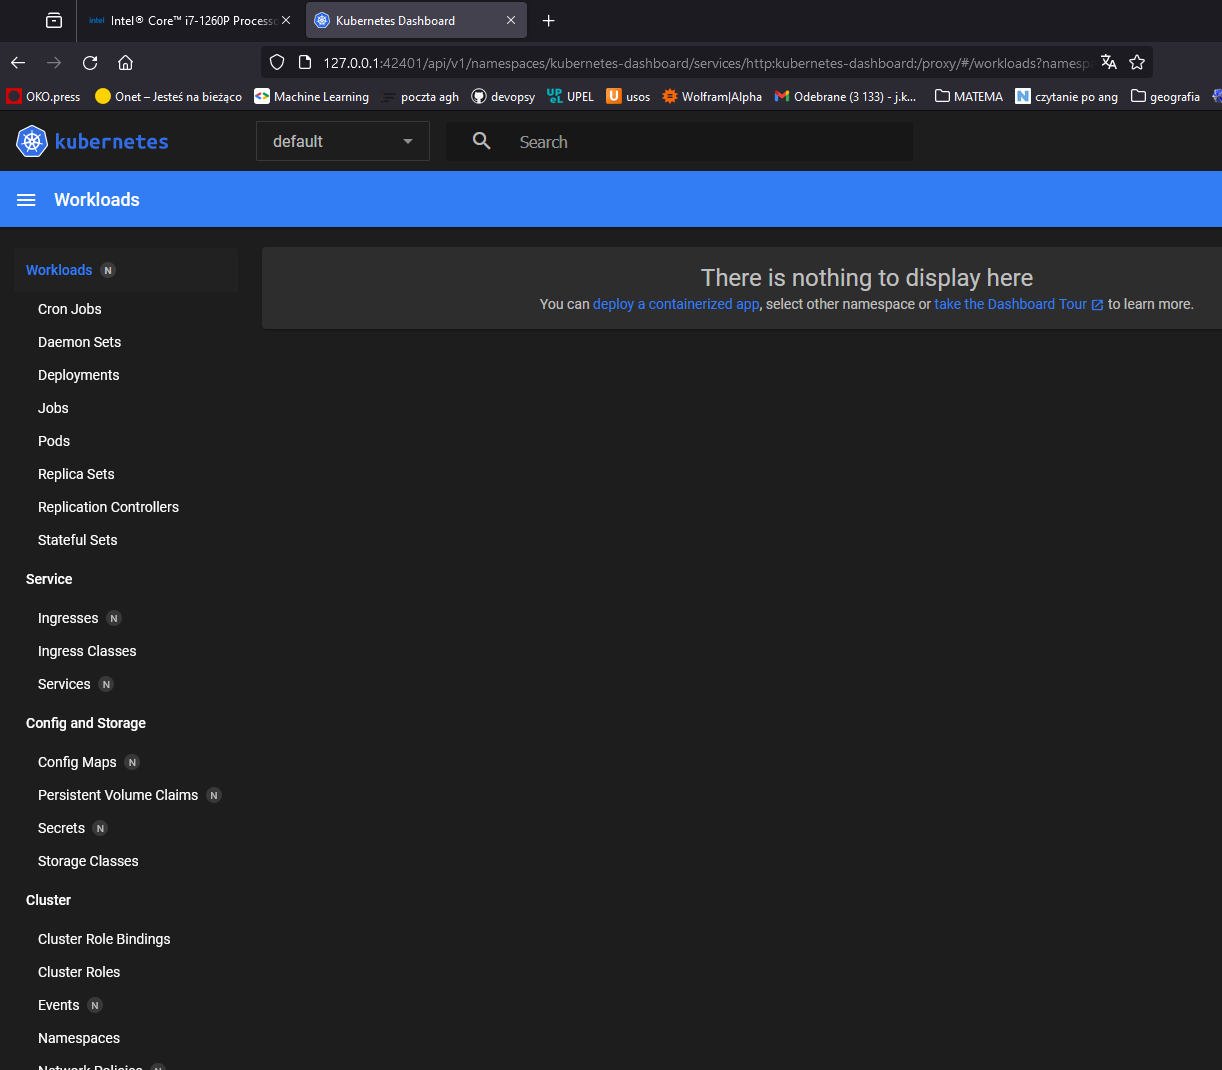 intel Intel® Core™ i7-1260P Processo
Kubernetes Dashboard
127.0.0.1:42401/api/v1/namespaces/kubernetes-dashboard/services/http:kubernetes-dashboard:/proxy/#/workloads?namesp
OKO.press
Onet – Jesteś na bieżąco
Machine Learning
poczta agh
devopsy
UPEL UPEL
U usos
Wolfram|Alpha
Odebrane (3 133) - j.k...
MATEMA
N czytanie po ang
geografia
kubernetes
default
Search
Workloads
Workloads N
Cron Jobs
Daemon Sets
Deployments
Jobs
Pods
Replica Sets
Replication Controllers
Stateful Sets
Service
Ingresses N
Ingress Classes
Services N
Config and Storage
Config Maps N
Persistent Volume Claims N
Secrets N
Storage Classes
Cluster
Cluster Role Bindings
Cluster Roles
Events N
Namespaces
Network Policies N
There is nothing to display here
You can deploy a containerized app, select other namespace or take the Dashboard Tour to learn more.